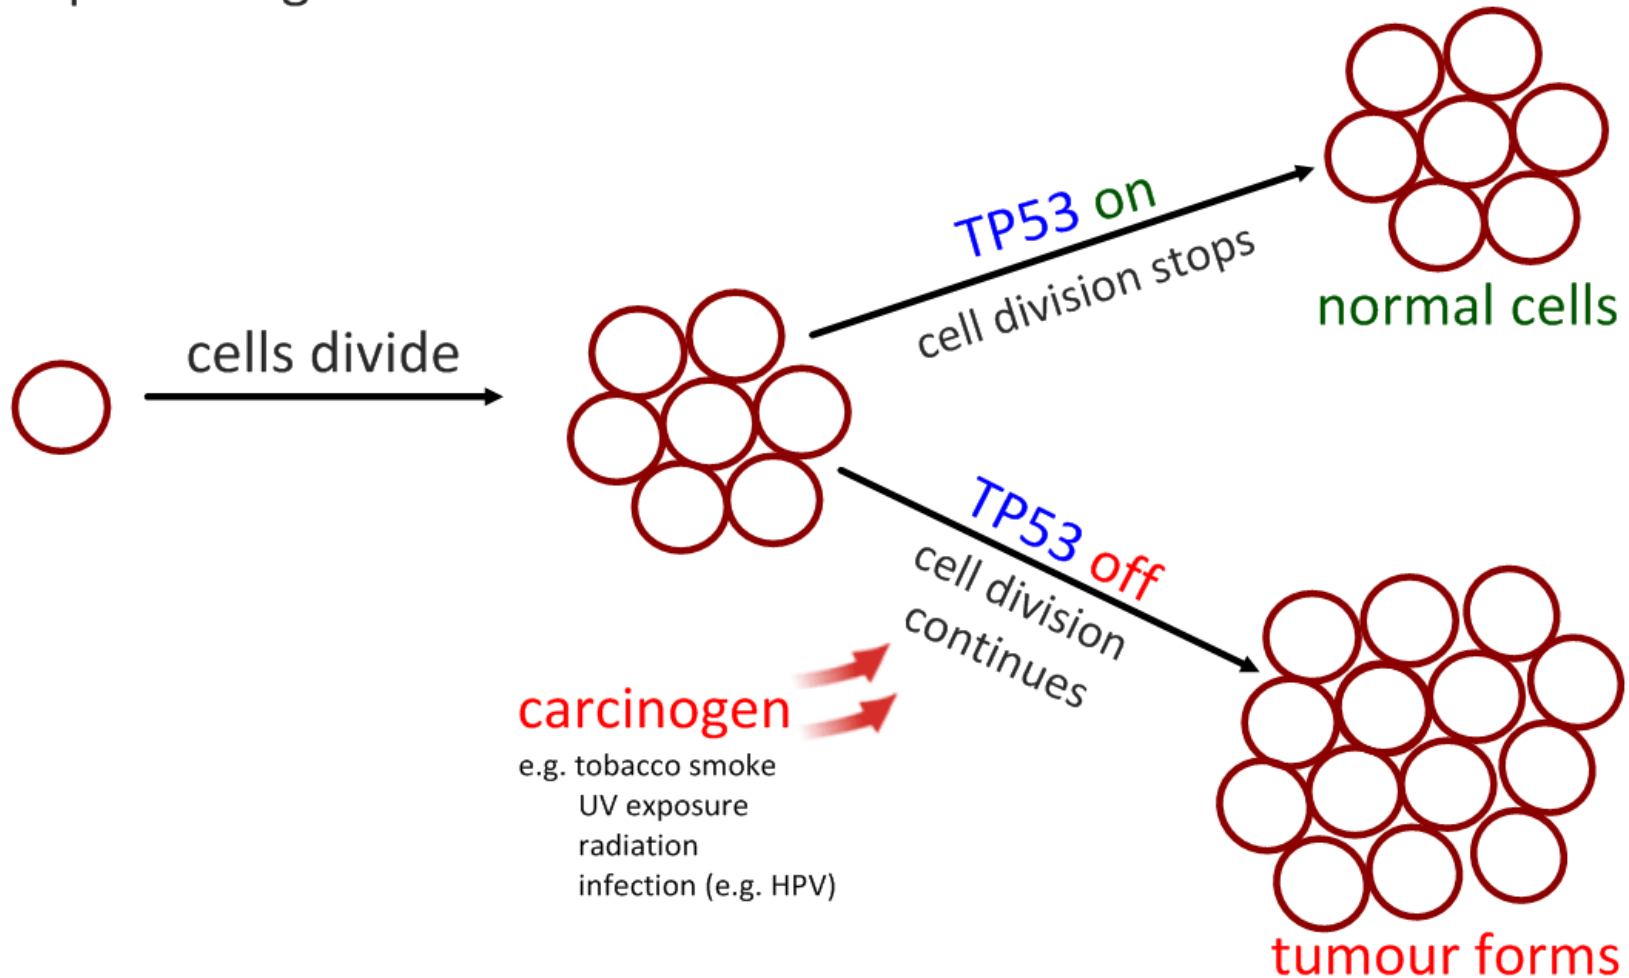 cells divide
TP53 on
cell division stops
normal cells
TP53 off
cell division
continues
carcinogen
e.g. tobacco smoke
UV exposure
radiation
infection (e.g. HPV)
tumour forms